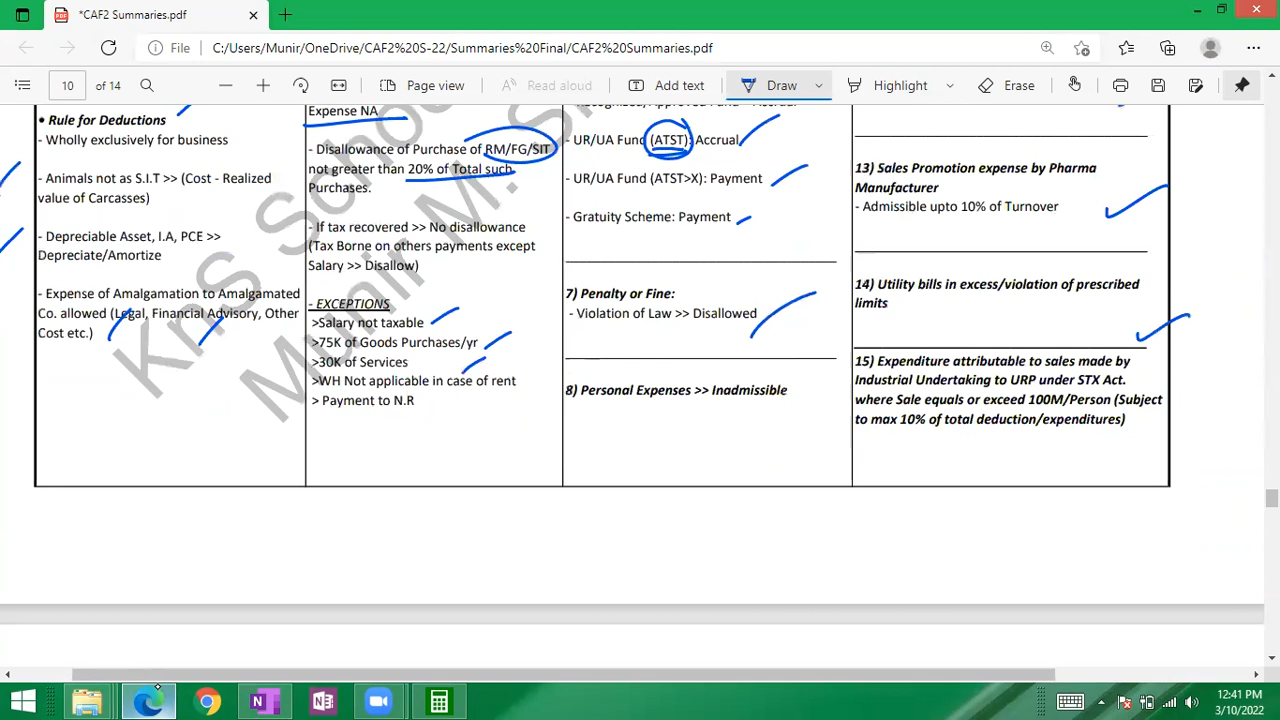 *CAF2 Summaries.pdf
File
C:/Users/Munir/OneDrive/CAF2%20S-22/Summaries%20Final/CAF2%20Summaries.pdf
10 of 14
Page view
Read aloud
Add text
Draw
Highlight
Erase
• Rule for Deductions
- Wholly exclusively for business
- Animals not as S.I.T >> (Cost - Realized
value of Carcasses)
- Depreciable Asset, I.A, PCE >>
Depreciate/Amortize
- Expense of Amalgamation to Amalgamated
Co. allowed (Legal, Financial Advisory, Other
Cost etc.)
Expense NA
- Disallowance of Purchase of RM/FG/SIT
not greater than 20% of Total such
Purchases.
- If tax recovered >> No disallowance
(Tax Borne on others payments except
Salary >> Disallow)
- EXCEPTIONS
>Salary not taxable
>75K of Goods Purchases/yr
>30K of Services
>WH Not applicable in case of rent
> Payment to N.R
- UR/UA Fund (ATST): Accrual
- UR/UA Fund (ATST>X): Payment
- Gratuity Scheme: Payment
7) Penalty or Fine:
- Violation of Law >> Disallowed
8) Personal Expenses >> Inadmissible
13) Sales Promotion expense by Pharma
Manufacturer
- Admissible upto 10% of Turnover
14) Utility bills in excess/violation of prescribed
limits
15) Expenditure attributable to sales made by
Industrial Undertaking to URP under STX Act.
where Sale equals or exceed 100M/Person (Subject
to max 10% of total deduction/expenditures)
12:41 PM
3/10/2022